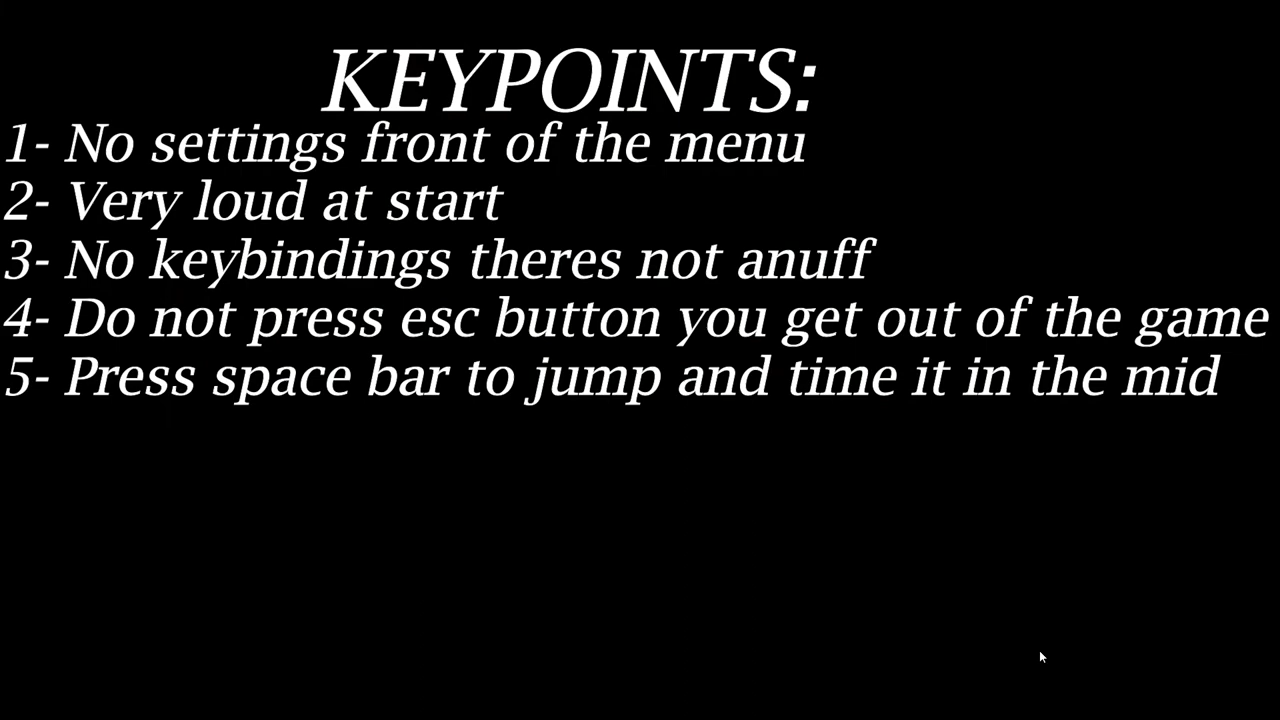 KEYPOINTS:
1- No settings front of the menu
2- Very loud at start
3- No keybindings theres not anuff
4- Do not press esc button you get out of the game
5- Press space bar to jump and time it in the mid